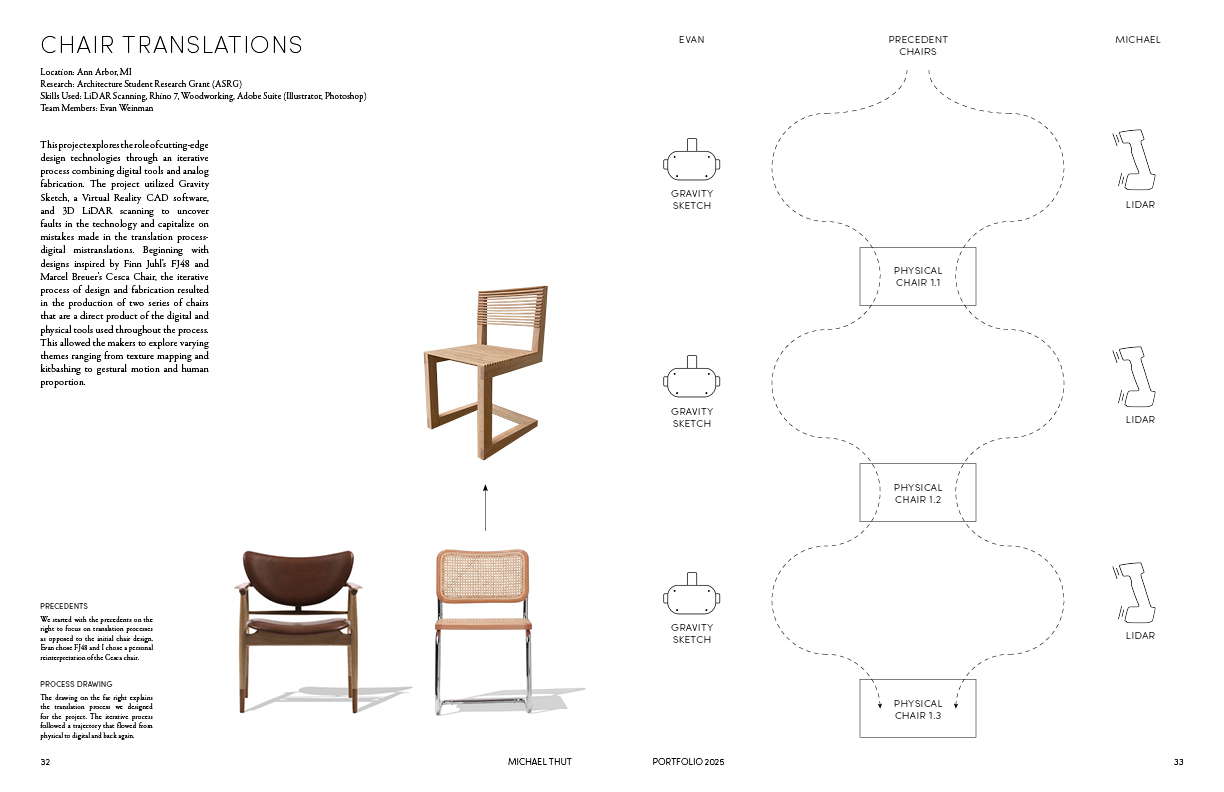 CHAIR TRANSLATIONS
Location: Ann Arbor, MI
Research: Architecture Student Research Grant (ASRG)
Skills Used: LiDAR Scanning, Rhino 7, Woodworking, Adobe Suite (Illustrator, Photoshop)
Team Members: Evan Weinman
This project explores the role of cutting-edge
design technologies through an iterative
process combining digital tools and analog
fabrication. The project utilized Gravity
Sketch, a Virtual Reality CAD software,
and 3D LiDAR scanning to uncover
faults in the technology and capitalize on
mistakes made in the translation process-
digital mistranslations. Beginning with
designs inspired by Finn Juhl's FJ48 and
Marcel Breuer's Cesca Chair, the iterative
process of design and fabrication resulted
in the production of two series of chairs
that are a direct product of the digital and
physical tools used throughout the process.
This allowed the makers to explore varying
themes ranging from texture mapping and
kitbashing to gestural motion and human
proportion.
PRECEDENTS
We started with the precedents on the
right to focus on translation processes
as opposed to the initial chair design.
Evan chose FJ48 and I chose a personal
reinterpretation of the Cesca chair.
PROCESS DRAWING
The drawing on the far right explains
the translation process we designed
for the project. The iterative process
followed a trajectory that flowed from
physical to digital and back again.
32
MICHAEL THUT
EVAN
PRECEDENT
CHAIRS
MICHAEL
GRAVITY
SKETCH
LIDAR
PHYSICAL
CHAIR 1.1
GRAVITY
SKETCH
LIDAR
PHYSICAL
CHAIR 1.2
GRAVITY
SKETCH
LIDAR
PHYSICAL
CHAIR 1.3
PORTFOLIO 2025
33